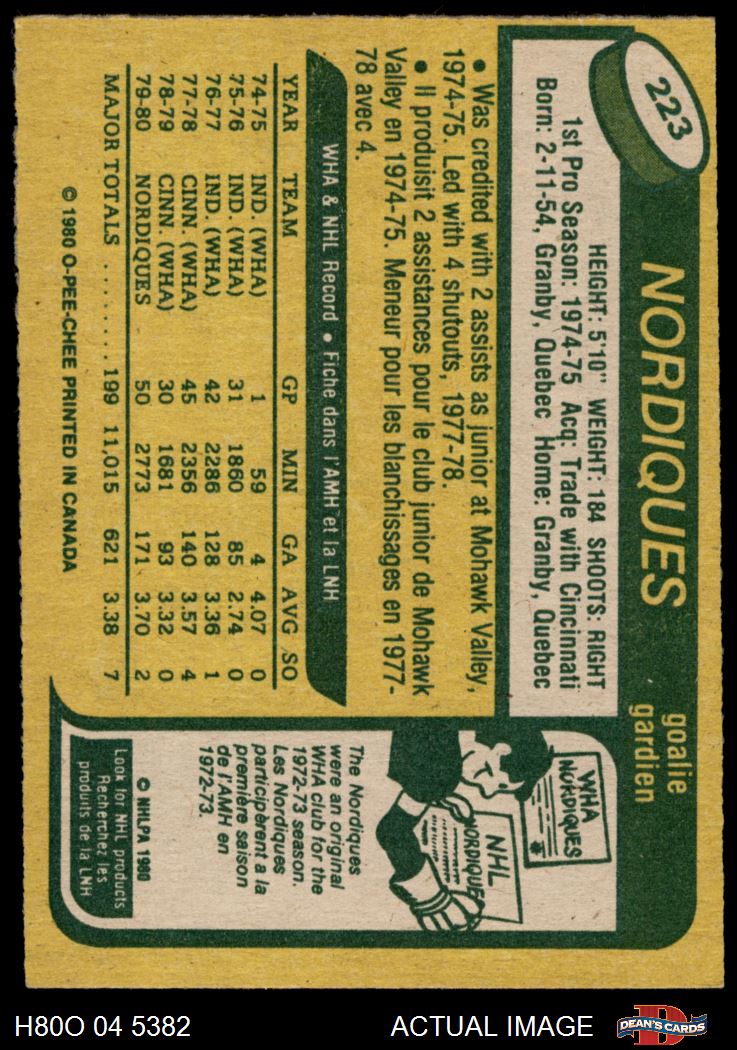 223
NORDIQUES
goalie
gardien
HEIGHT: 5'10" WEIGHT: 184 SHOOTS: RIGHT
1st Pro Season: 1974-75 Acq: Trade with Cincinnati
Born: 2-11-54, Granby, Quebec Home: Granby, Quebec
• Was credited with 2 assists as junior at Mohawk Valley,
1974-75. Led with 4 shutouts, 1977-78.
• Il produisit 2 assistances pour le club junior de Mohawk
Valley en 1974-75. Meneur pour les blanchissages en 1977-
78 avec 4.
WHA & NHL Record • Fiche dans l'AMH et la LNH
YEAR TEAM GP MIN GA AVG SO
74-75 IND. (WHA) 1 59 4 4.07 0
75-76 IND. (WHA) 31 1860 85 2.74 0
76-77 IND. (WHA) 42 2286 128 3.36 1
77-78 CINN. (WHA) 45 2356 140 3.57 4
78-79 CINN. (WHA) 30 1681 93 3.32 0
79-80 NORDIQUES 50 2773 171 3.70 2
MAJOR TOTALS ........ 199 11,015 621 3.38 7
© 1980 O-PEE-CHEE PRINTED IN CANADA
WHA
NORDIQUES
NHL
NORDIQUES
The Nordiques
were an original
WHA club for the
1972-73 season.
Les Nordiques
participèrent a la
première saison
de l'AMH en
1972-73.
© NHLPA 1980
Look for NHL products
Recherchez les
produits de la LNH
H80O 04 5382
ACTUAL IMAGE
D
DEAN'S CARDS